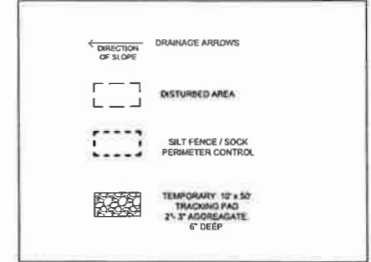 DIRECTION
OF SLOPE
DRAINAGE ARROWS
DISTURBED AREA
SILT FENCE / SOCK
PERIMETER CONTROL
TEMPORARY 10' x 50'
TRACKING PAD
2"- 3" AGGREAGATE
6" DEEP